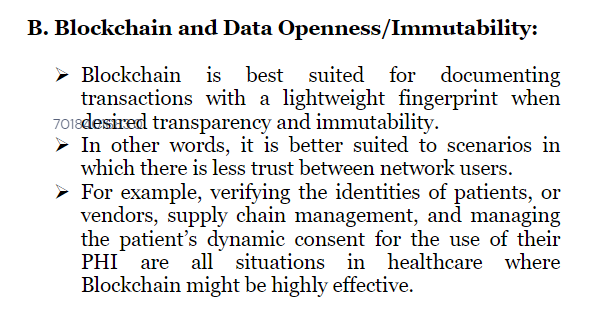 B. Blockchain and Data Openness/Immutability:
➢ Blockchain is best suited for documenting
transactions with a lightweight fingerprint when
desired transparency and immutability.
➢ In other words, it is better suited to scenarios in
which there is less trust between network users.
➢ For example, verifying the identities of patients, or
vendors, supply chain management, and managing
the patient's dynamic consent for the use of their
PHI are all situations in healthcare where
Blockchain might be highly effective.